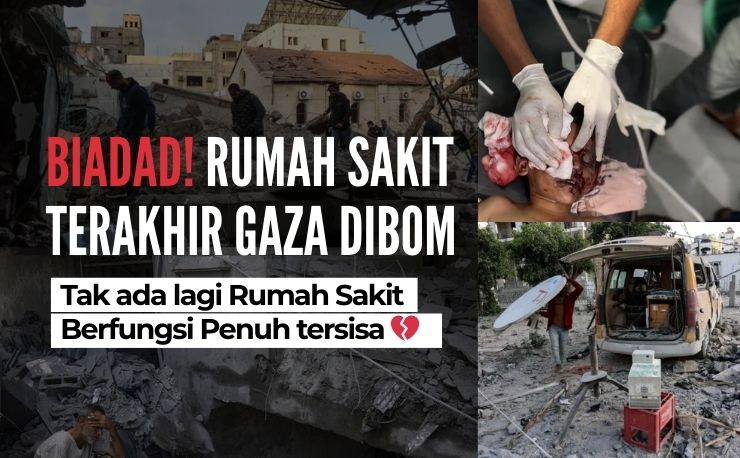 BIADAD! RUMAH SAKIT
TERAKHIR GAZA DIBOM
Tak ada lagi Rumah Sakit
Berfungsi Penuh tersisa 💔